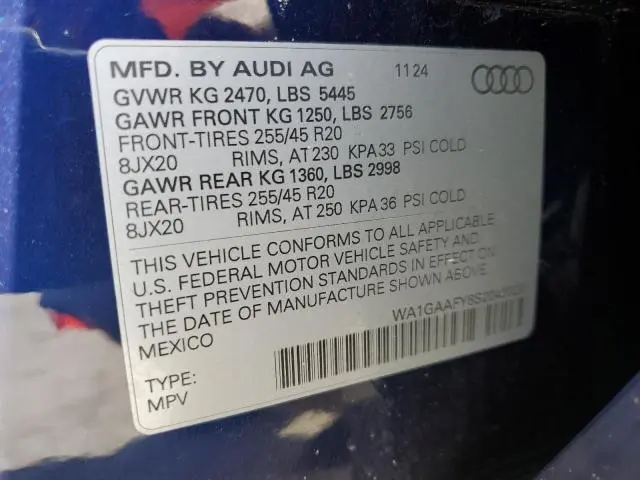 MFD. BY AUDI AG 11 24
GVWR KG 2470, LBS 5445
GAWR FRONT KG 1250, LBS 2756
FRONT-TIRES 255/45 R20
8JX20 RIMS, AT 230 KPA 33 PSI COLD
GAWR REAR KG 1360, LBS 2998
REAR-TIRES 255/45 R20
8JX20 RIMS, AT 250 KPA 36 PSI COLD
THIS VEHICLE CONFORMS TO ALL APPLICABLE
U.S. FEDERAL MOTOR VEHICLE SAFETY AND
THEFT PREVENTION STANDARDS IN EFFECT ON
THE DATE OF MANUFACTURE SHOWN ABOVE.
MEXICO
TYPE:
MPV